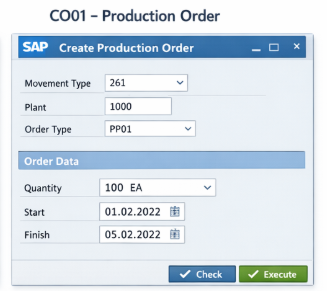 CO01 – Production Order
SAP Create Production Order
Movement Type 261
Plant 1000
Order Type PP01
Order Data
Quantity 100 EA
Start 01.02.2022
Finish 05.02.2022
Check Execute